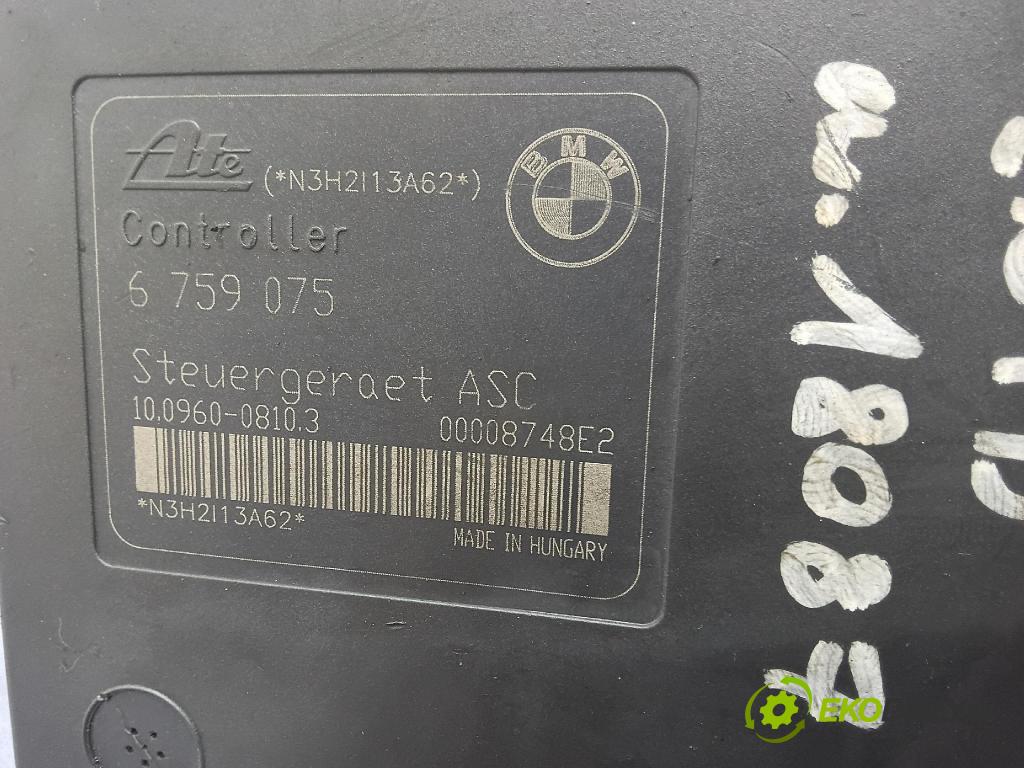 Ate (*N3H2I13A62*)
BMW
Controller
6 759 075
Steuergeraet ASC
10.0960-0810.3 00008748E2
*N3H2I13A62*
MADE IN HUNGARY
EKO